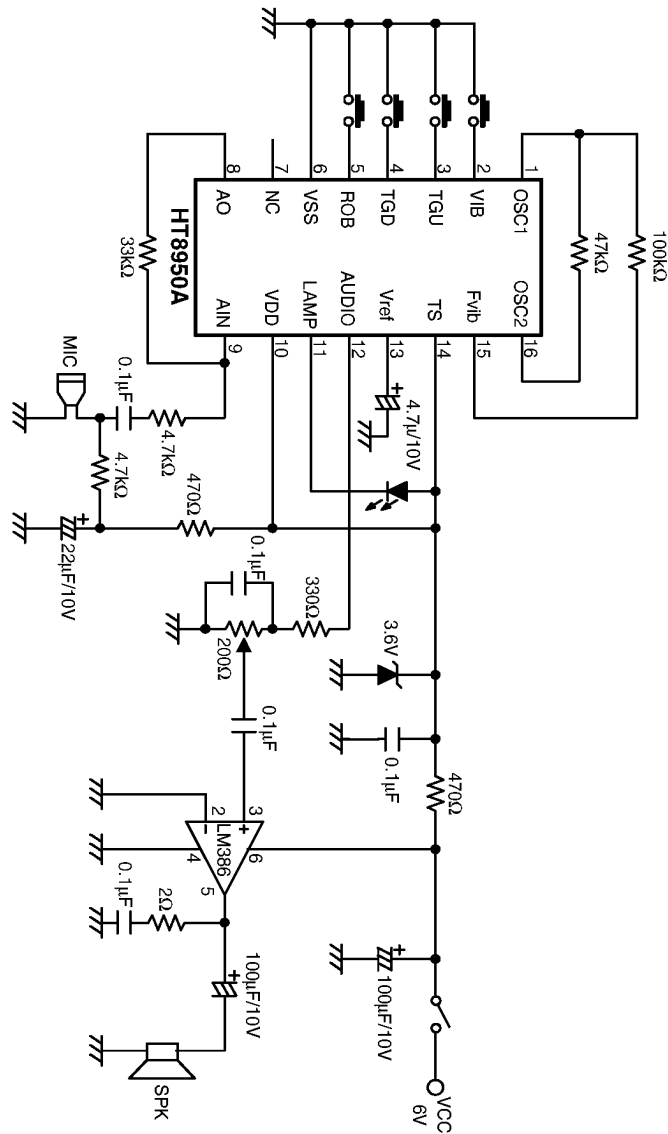 VCC
6V
100µF/10V
470Ω
0.1µF
3.6V
6
3
+
2
−
LM386
4
5
2Ω
0.1µF
100µF/10V
+
SPK
+
0.1µF
330Ω
200Ω
0.1µF
470Ω
22µF/10V
+
4.7kΩ
4.7kΩ
0.1µF
MIC
4.7µ/10V
+
100kΩ
47kΩ
16
15
14
13
12
11
10
9
OSC2
Fvib
TS
Vref
AUDIO
LAMP
VDD
AIN
HT8950A
33kΩ
OSC1
VIB
TGU
TGD
ROB
VSS
NC
AO
1
2
3
4
5
6
7
8